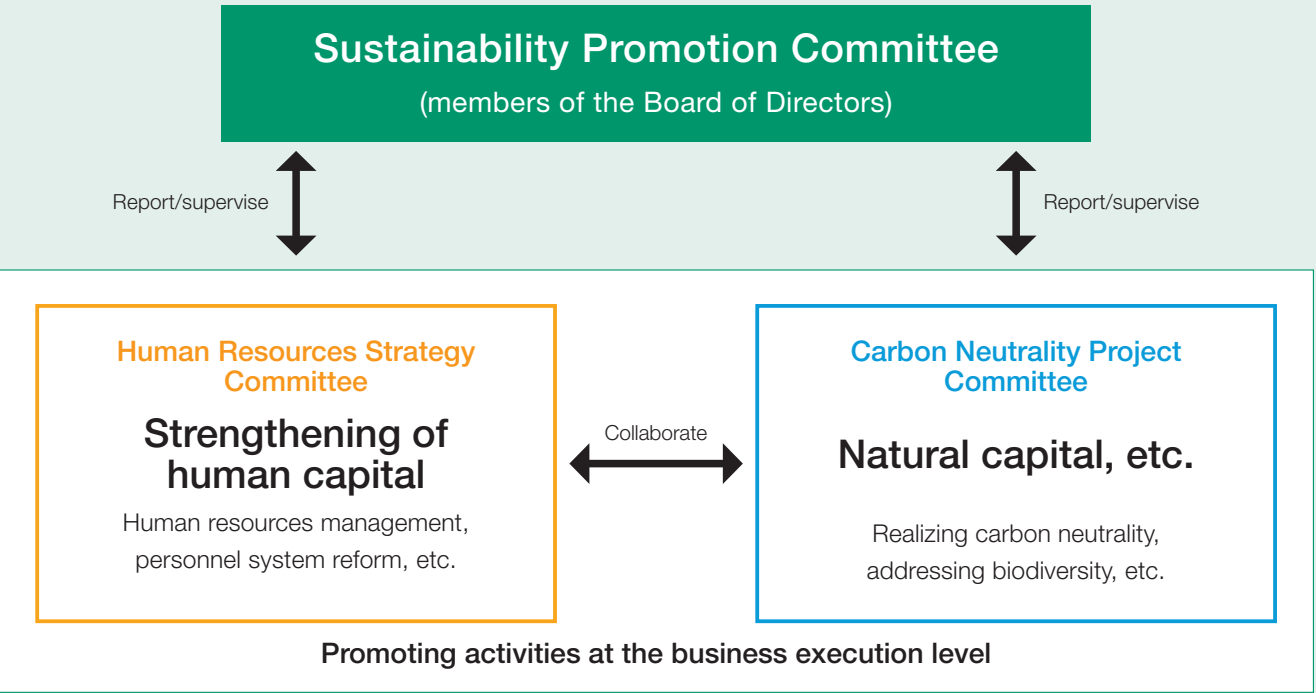 Sustainability Promotion Committee
(members of the Board of Directors)
Report/supervise
Report/supervise
Human Resources Strategy
Committee
Strengthening of
human capital
Human resources management,
personnel system reform, etc.
Collaborate
Carbon Neutrality Project
Committee
Natural capital, etc.
Realizing carbon neutrality,
addressing biodiversity, etc.
Promoting activities at the business execution level